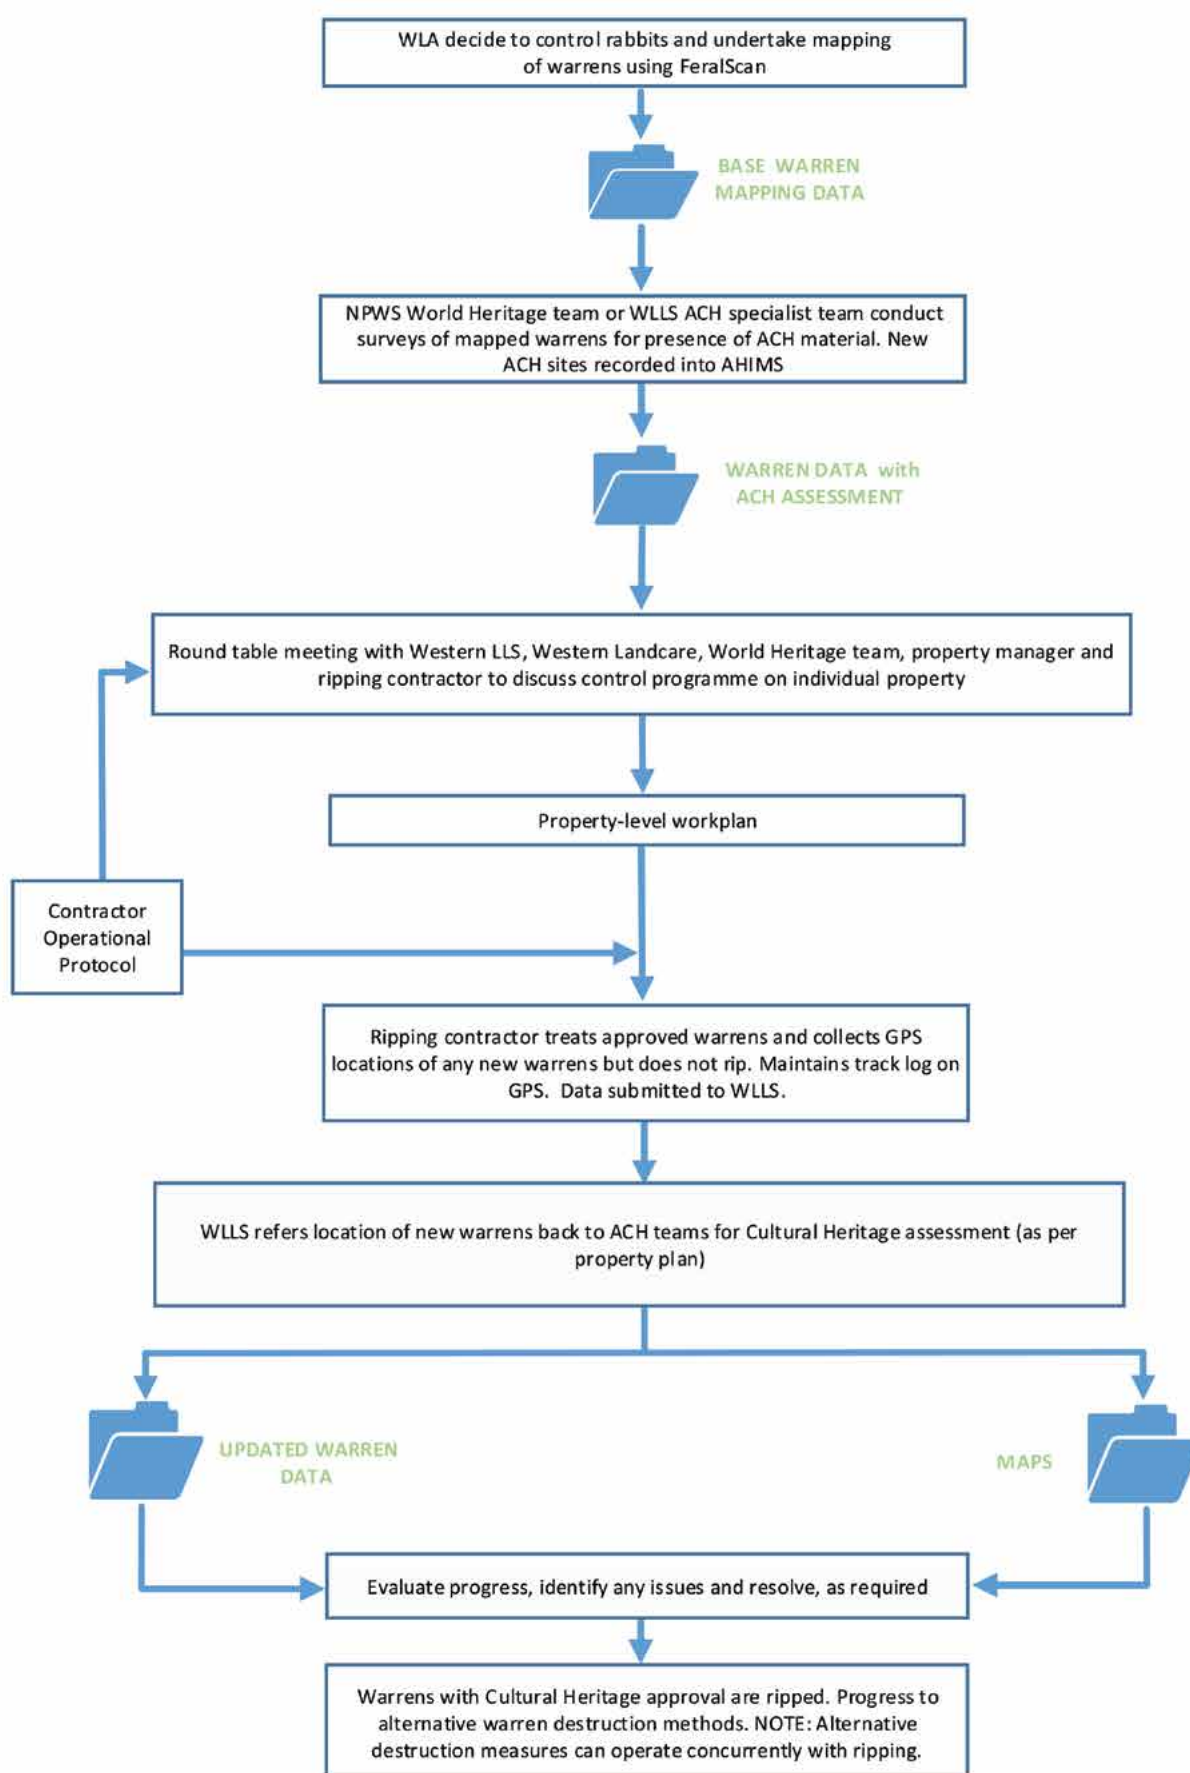 WLA decide to control rabbits and undertake mapping
of warrens using FeralScan
BASE WARREN
MAPPING DATA
NPWS World Heritage team or WLLS ACH specialist team conduct
surveys of mapped warrens for presence of ACH material. New
ACH sites recorded into AHIMS
WARREN DATA with
ACH ASSESSMENT
Round table meeting with Western LLS, Western Landcare, World Heritage team, property manager and
ripping contractor to discuss control programme on individual property
Property-level workplan
Contractor
Operational
Protocol
Ripping contractor treats approved warrens and collects GPS
locations of any new warrens but does not rip. Maintains track log on
GPS. Data submitted to WLLS.
WLLS refers location of new warrens back to ACH teams for Cultural Heritage assessment (as per
property plan)
UPDATED WARREN
DATA
MAPS
Evaluate progress, identify any issues and resolve, as required
Warrens with Cultural Heritage approval are ripped. Progress to
alternative warren destruction methods. NOTE: Alternative
destruction measures can operate concurrently with ripping.